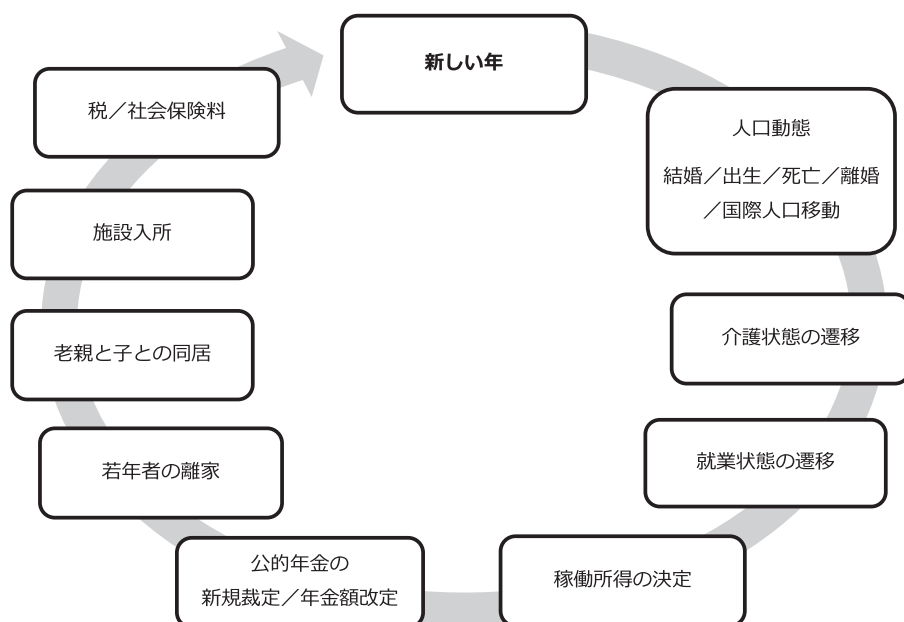 新しい年
人口動態
結婚／出生／死亡／離婚
／国際人口移動
介護状態の遷移
就業状態の遷移
稼働所得の決定
公的年金の
新規裁定／年金額改定
若年者の離家
老親と子との同居
施設入所
税／社会保険料